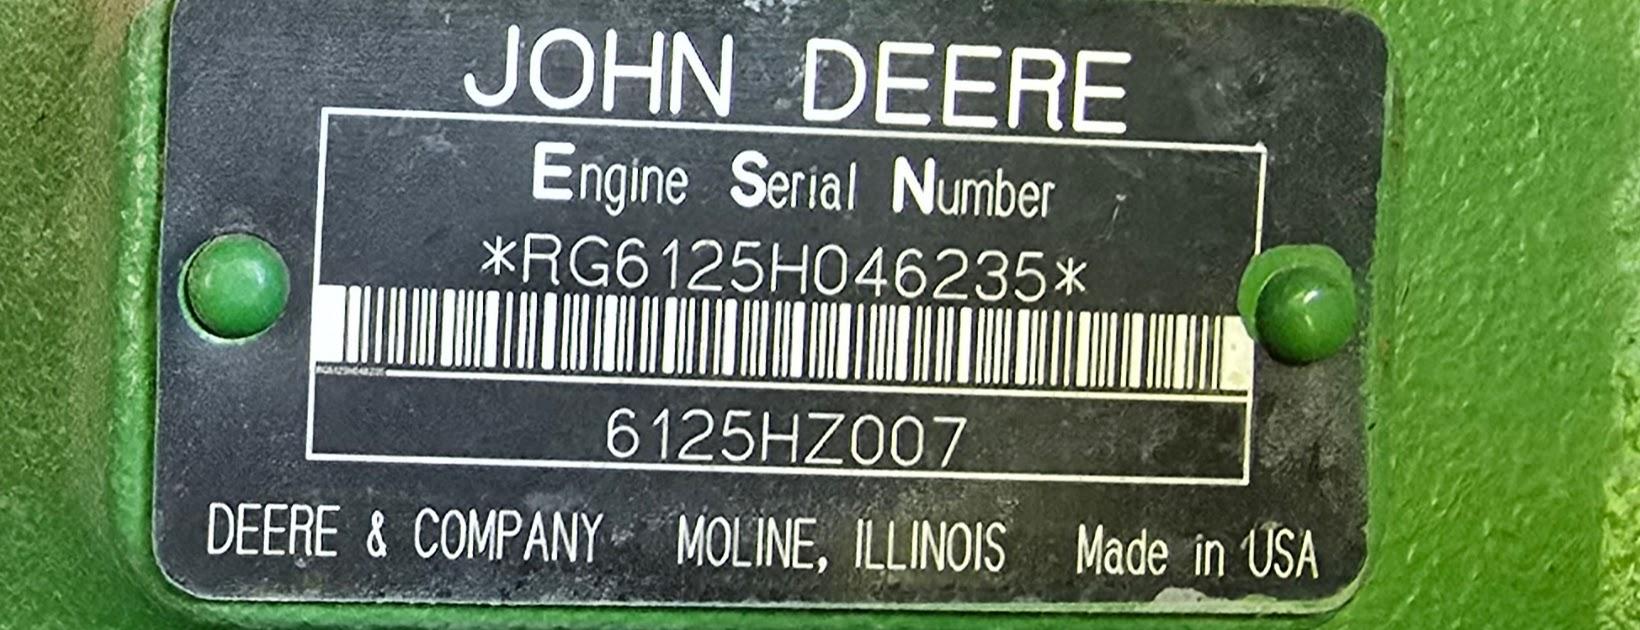 JOHN DEERE
Engine Serial Number
*RG6125H046235*
6125HZ007
DEERE & COMPANY MOLINE, ILLINOIS Made in USA